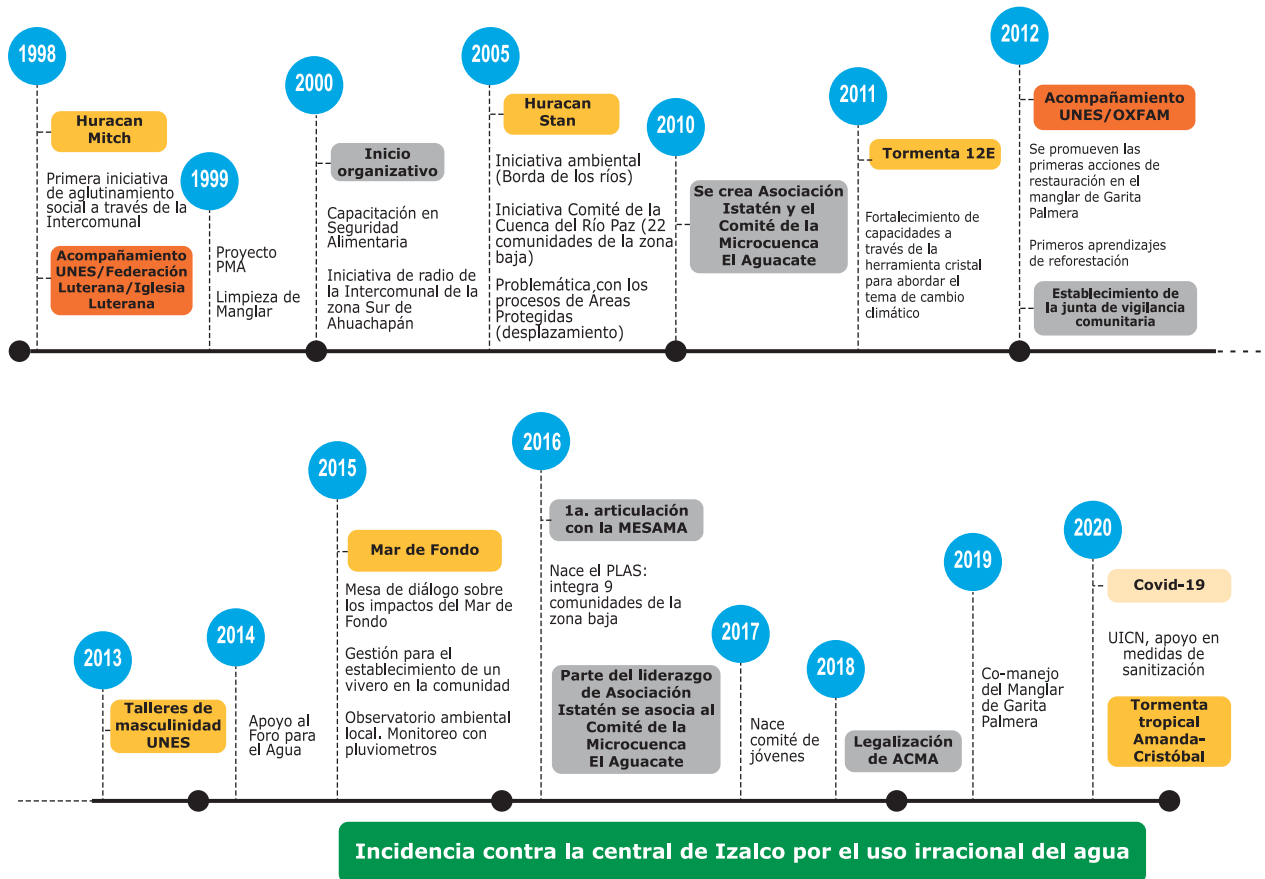 1998
Huracan
Mitch
Primera iniciativa
de aglutinamiento
social a través de la
Intercomunal
Acompañamiento
UNES/Federación
Luterana/Iglesia
Luterana
1999
Proyecto
PMA
Limpieza de
Manglar
2000
Inicio
organizativo
Capacitación en
Seguridad
Alimentaria
Iniciativa de radio de
la Intercomunal de la
zona Sur de
Ahuachapán
2005
Huracan
Stan
Iniciativa ambiental
(Borda de los ríos)
Iniciativa Comité de la
Cuenca del Río Paz (22
comunidades de la zona
baja)
Problemática con los
procesos de Áreas
Protegidas
(desplazamiento)
2010
Se crea Asociación
Istatén y el
Comité de la
Microcuenca
El Aguacate
2011
Tormenta 12E
Fortalecimiento de
capacidades a
través de la
herramienta cristal
para abordar el
tema de cambio
climático
2012
Acompañamiento
UNES/OXFAM
Se promueven las
primeras acciones de
restauración en el
manglar de Garita
Palmera
Primeros aprendizajes
de reforestación
Establecimiento de
la junta de vigilancia
comunitaria
2013
Talleres de
masculinidad
UNES
2014
Apoyo al
Foro para
el Agua
2015
Mar de Fondo
Mesa de diálogo sobre
los impactos del Mar de
Fondo
Gestión para el
establecimiento de un
vivero en la comunidad
Observatorio ambiental
local. Monitoreo con
pluviometros
2016
1a. articulación
con la MESAMA
Nace el PLAS:
integra 9
comunidades de la
zona baja
Parte del liderazgo
de Asociación
Istatén se asocia al
Comité de la
Microcuenca
El Aguacate
2017
Nace
comité de
jóvenes
2018
Legalización
de ACMA
2019
Co-manejo
del Manglar
de Garita
Palmera
2020
Covid-19
UICN, apoyo en
medidas de
sanitización
Tormenta
tropical
Amanda-
Cristóbal
Incidencia contra la central de Izalco por el uso irracional del agua